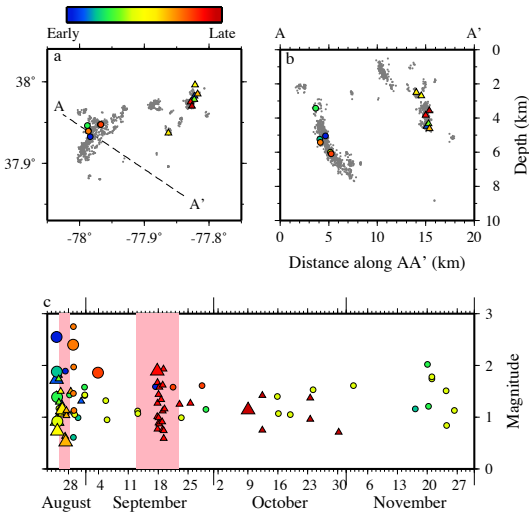 Early Late
a
38°
37.9°
A
A'
-78° -77.9° -77.8°
A A'
b
0
2
4
6
8
10
Depth (km)
0 5 10 15 20
Distance along AA' (km)
c
3
2
1
0
Magnitude
28 4 11 18 25 2 9 16 23 30 6 13 20 27
August September October November